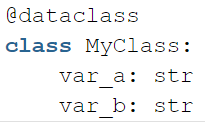 @dataclass
class MyClass:
    var_a: str
    var_b: str